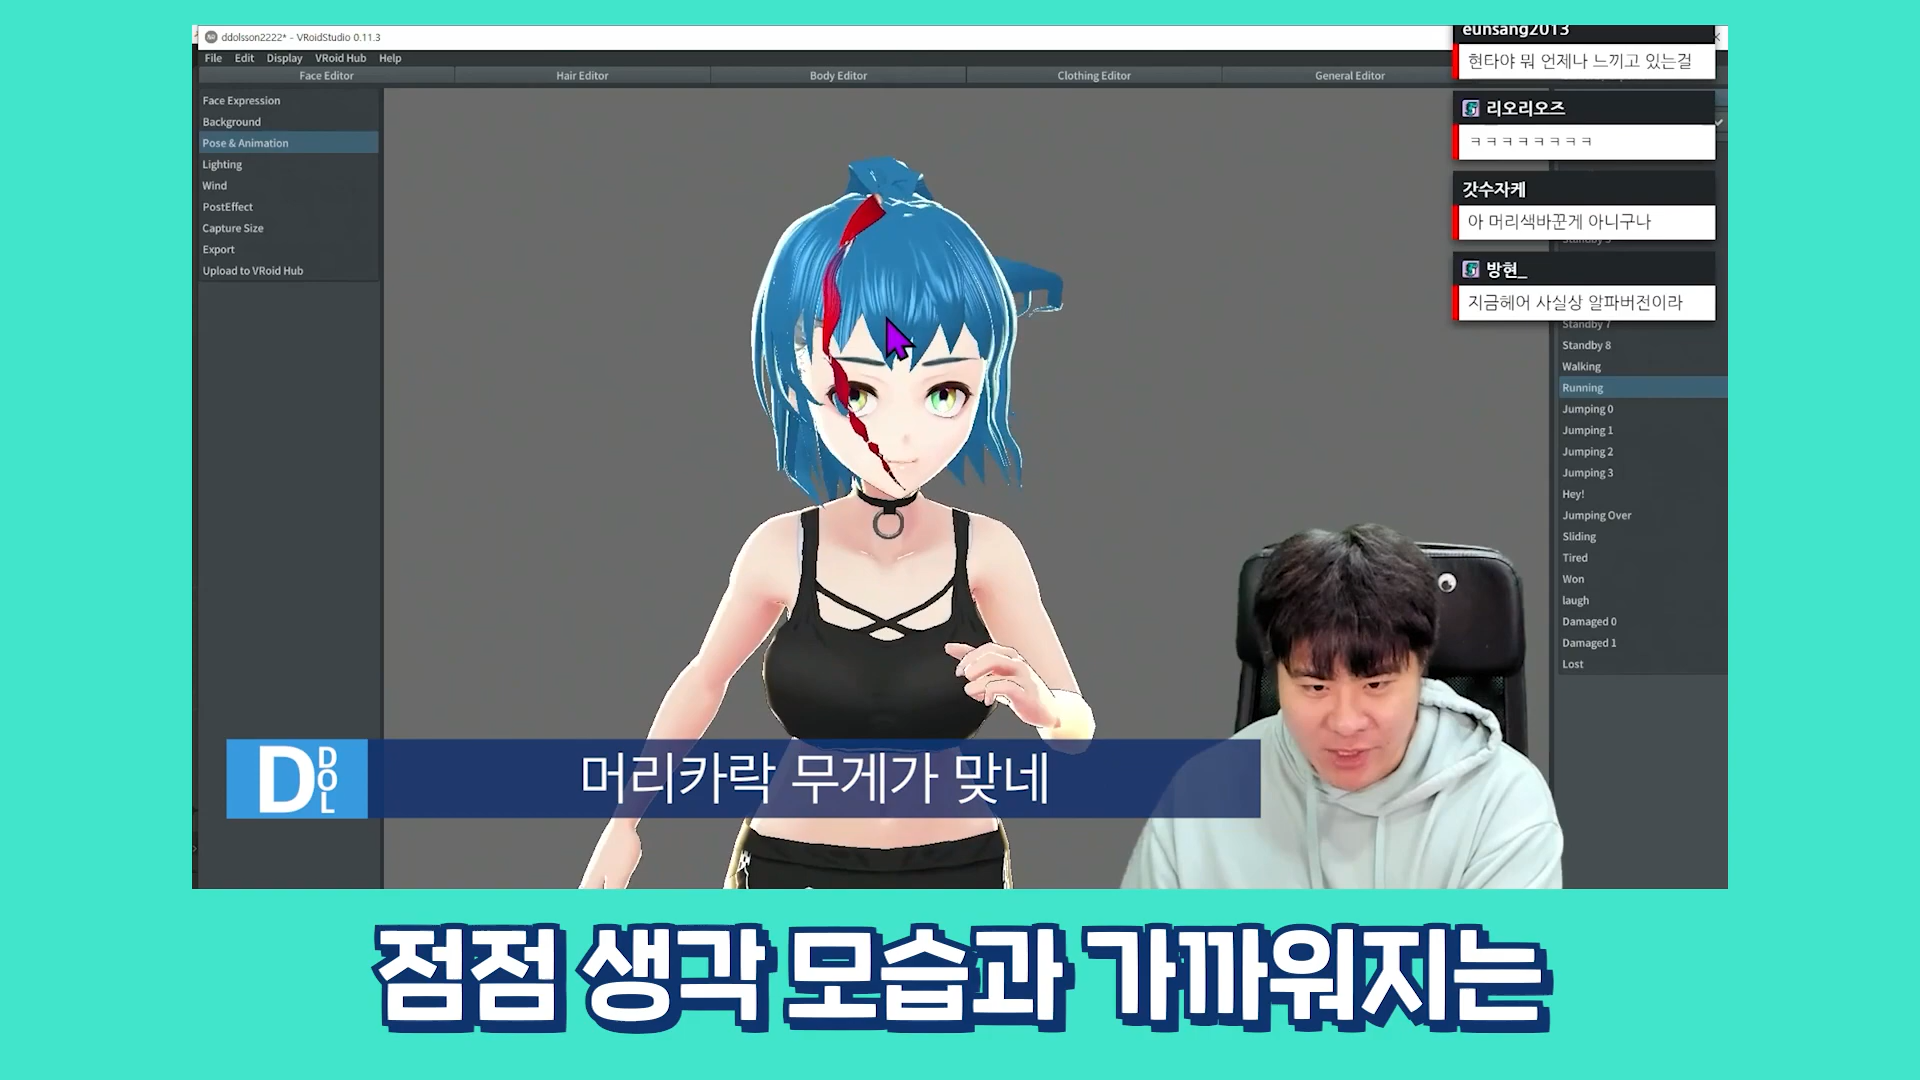 ddolsson2222* - VRoidStudio 0.11.3
File Edit Display VRoid Hub Help
Face Editor Hair Editor Body Editor Clothing Editor General Editor
Face Expression
Background
Pose & Animation
Lighting
Wind
PostEffect
Capture Size
Export
Upload to VRoid Hub
eunsang2013
현타야 뭐 언제나 느끼고 있는걸
리오리오즈
ㅋㅋㅋㅋㅋㅋㅋㅋ
갓수자케
아 머리색바꾼게 아니구나
방현_
지금헤어 사실상 알파버전이라
Standby 7
Standby 8
Walking
Running
Jumping 0
Jumping 1
Jumping 2
Jumping 3
Hey!
Jumping Over
Sliding
Tired
Won
laugh
Damaged 0
Damaged 1
Lost
DDOL
머리카락 무게가 맞네
점점 생각 모습과 가까워지는